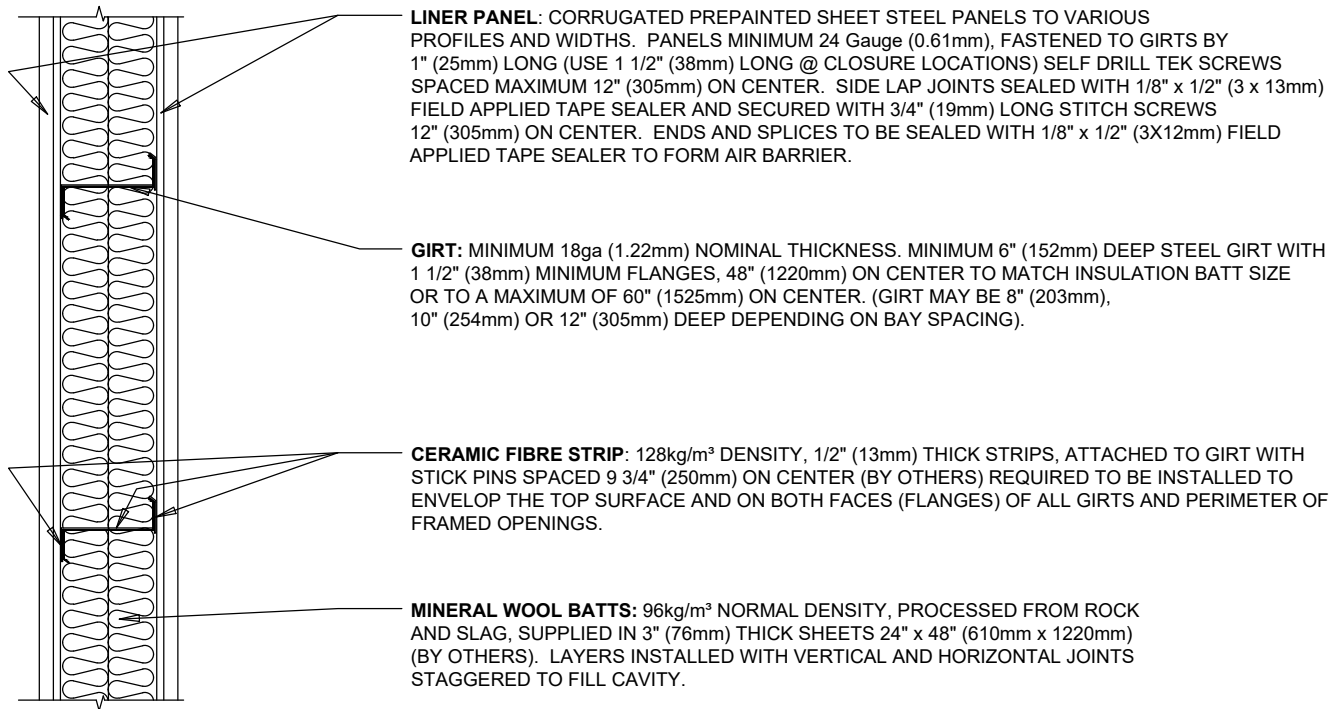 LINER PANEL: CORRUGATED PREPAINTED SHEET STEEL PANELS TO VARIOUS
PROFILES AND WIDTHS. PANELS MINIMUM 24 Gauge (0.61mm), FASTENED TO GIRTS BY
1" (25mm) LONG (USE 1 1/2" (38mm) LONG @ CLOSURE LOCATIONS) SELF DRILL TEK SCREWS
SPACED MAXIMUM 12" (305mm) ON CENTER. SIDE LAP JOINTS SEALED WITH 1/8" x 1/2" (3 x 13mm)
FIELD APPLIED TAPE SEALER AND SECURED WITH 3/4" (19mm) LONG STITCH SCREWS
12" (305mm) ON CENTER. ENDS AND SPLICES TO BE SEALED WITH 1/8" x 1/2" (3X12mm) FIELD
APPLIED TAPE SEALER TO FORM AIR BARRIER.
GIRT: MINIMUM 18ga (1.22mm) NOMINAL THICKNESS. MINIMUM 6" (152mm) DEEP STEEL GIRT WITH
1 1/2" (38mm) MINIMUM FLANGES, 48" (1220mm) ON CENTER TO MATCH INSULATION BATT SIZE
OR TO A MAXIMUM OF 60" (1525mm) ON CENTER. (GIRT MAY BE 8" (203mm),
10" (254mm) OR 12" (305mm) DEEP DEPENDING ON BAY SPACING).
CERAMIC FIBRE STRIP: 128kg/m³ DENSITY, 1/2" (13mm) THICK STRIPS, ATTACHED TO GIRT WITH
STICK PINS SPACED 9 3/4" (250mm) ON CENTER (BY OTHERS) REQUIRED TO BE INSTALLED TO
ENVELOP THE TOP SURFACE AND ON BOTH FACES (FLANGES) OF ALL GIRTS AND PERIMETER OF
FRAMED OPENINGS.
MINERAL WOOL BATTS: 96kg/m³ NORMAL DENSITY, PROCESSED FROM ROCK
AND SLAG, SUPPLIED IN 3" (76mm) THICK SHEETS 24" x 48" (610mm x 1220mm)
(BY OTHERS). LAYERS INSTALLED WITH VERTICAL AND HORIZONTAL JOINTS
STAGGERED TO FILL CAVITY.